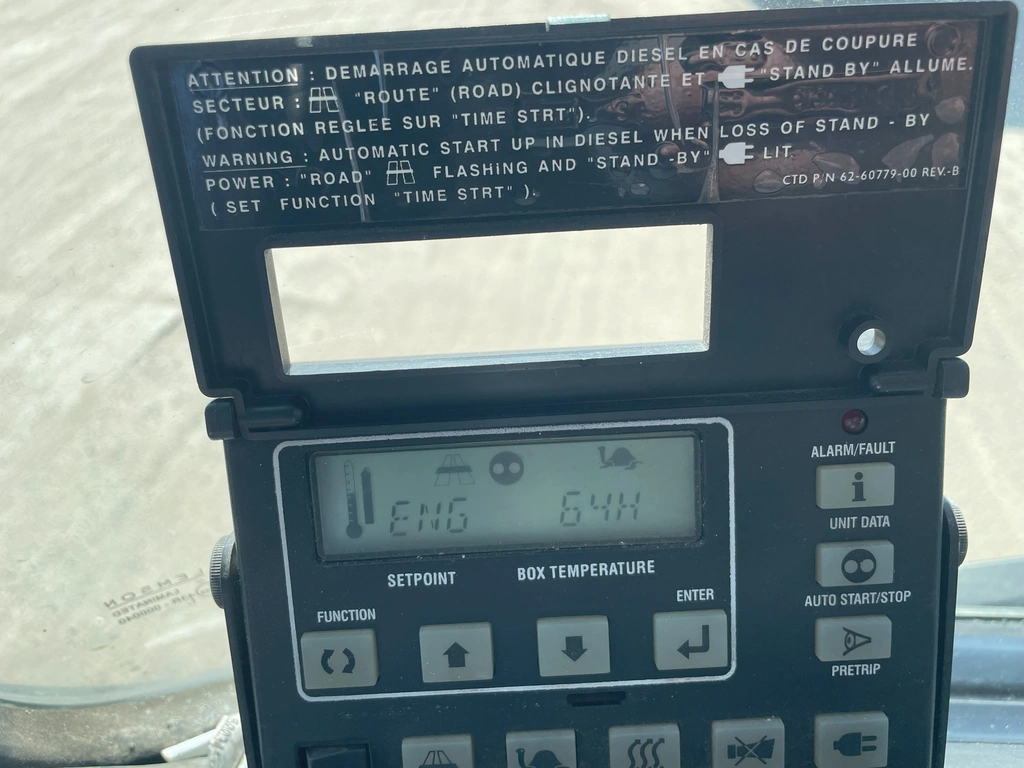 ATTENTION : DEMARRAGE AUTOMATIQUE DIESEL EN CAS DE COUPURE
SECTEUR : "ROUTE" (ROAD) CLIGNOTANTE ET "STAND BY" ALLUME.
(FONCTION REGLEE SUR "TIME STRT").
WARNING : AUTOMATIC START UP IN DIESEL WHEN LOSS OF STAND - BY
POWER : "ROAD" FLASHiNG AND "STAND -BY" LIT.
( SET FUNCTION "TIME STRT" ).
CTD P/N 62-60779-00 REV.-B
ALARM/FAULT
ENG 64H
UNIT DATA
SETPOINT BOX TEMPERATURE
AUTO START/STOP
FUNCTION ENTER
PRETRIP
LAMINATED